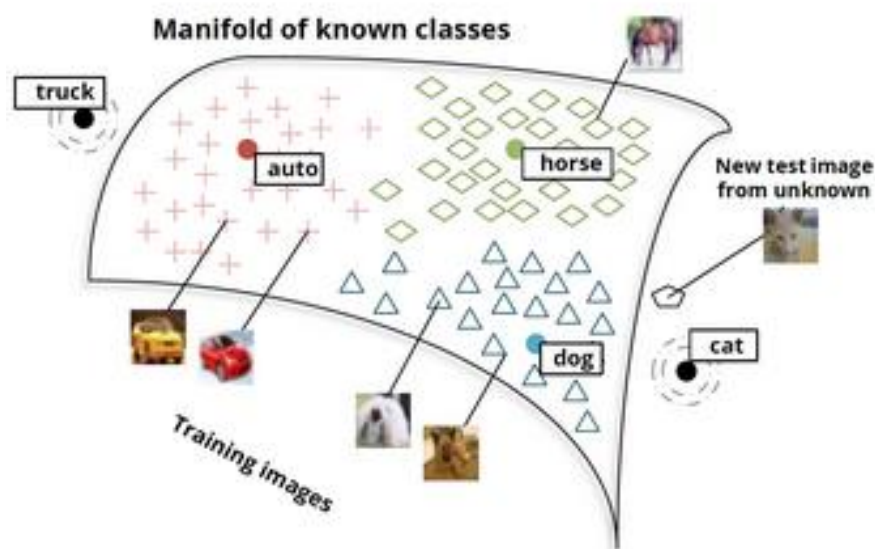 Manifold of known classes
truck
auto
horse
New test image
from unknown
cat
dog
Training images